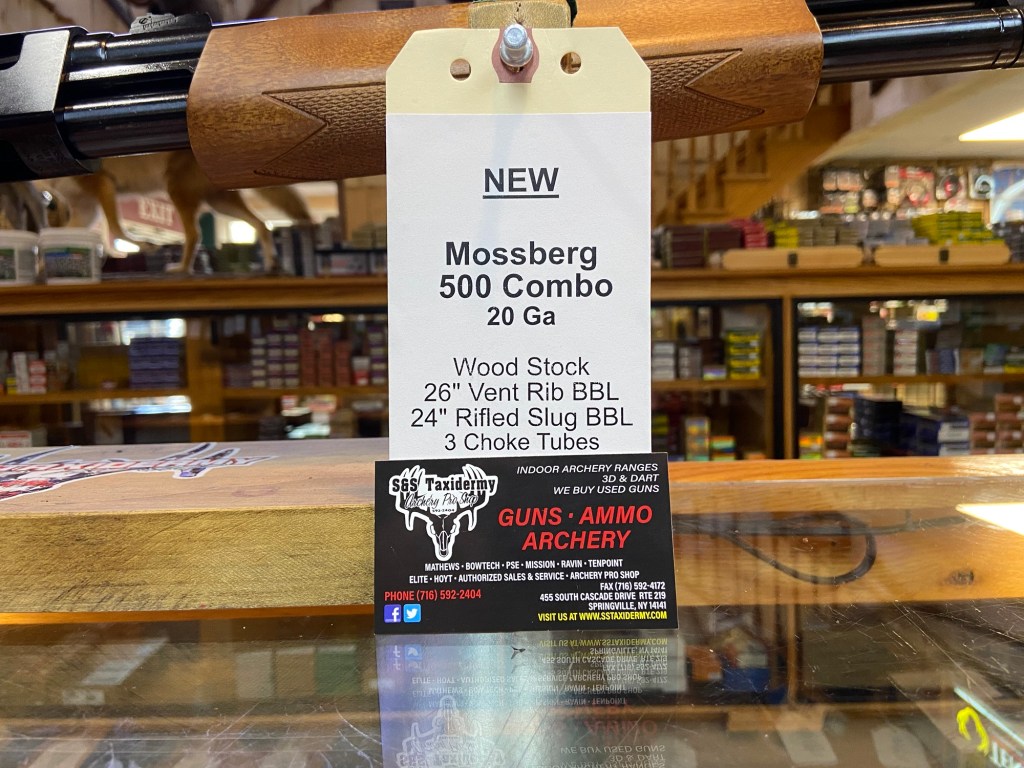 EXIT
NEW
Mossberg
500 Combo
20 Ga
Wood Stock
26" Vent Rib BBL
24" Rifled Slug BBL
3 Choke Tubes
S&S Taxidermy
Archery Pro Shop
592-2404
INDOOR ARCHERY RANGES
3D & DART
WE BUY USED GUNS
GUNS · AMMO
ARCHERY
MATHEWS • BOWTECH • PSE • MISSION • RAVIN • TENPOINT
ELITE • HOYT • AUTHORIZED SALES & SERVICE • ARCHERY PRO SHOP
PHONE (716) 592-2404
FAX (716) 592-4172
455 SOUTH CASCADE DRIVE RTE 219
SPRINGVILLE, NY 14141
VISIT US AT WWW.SSTAXIDERMY.COM